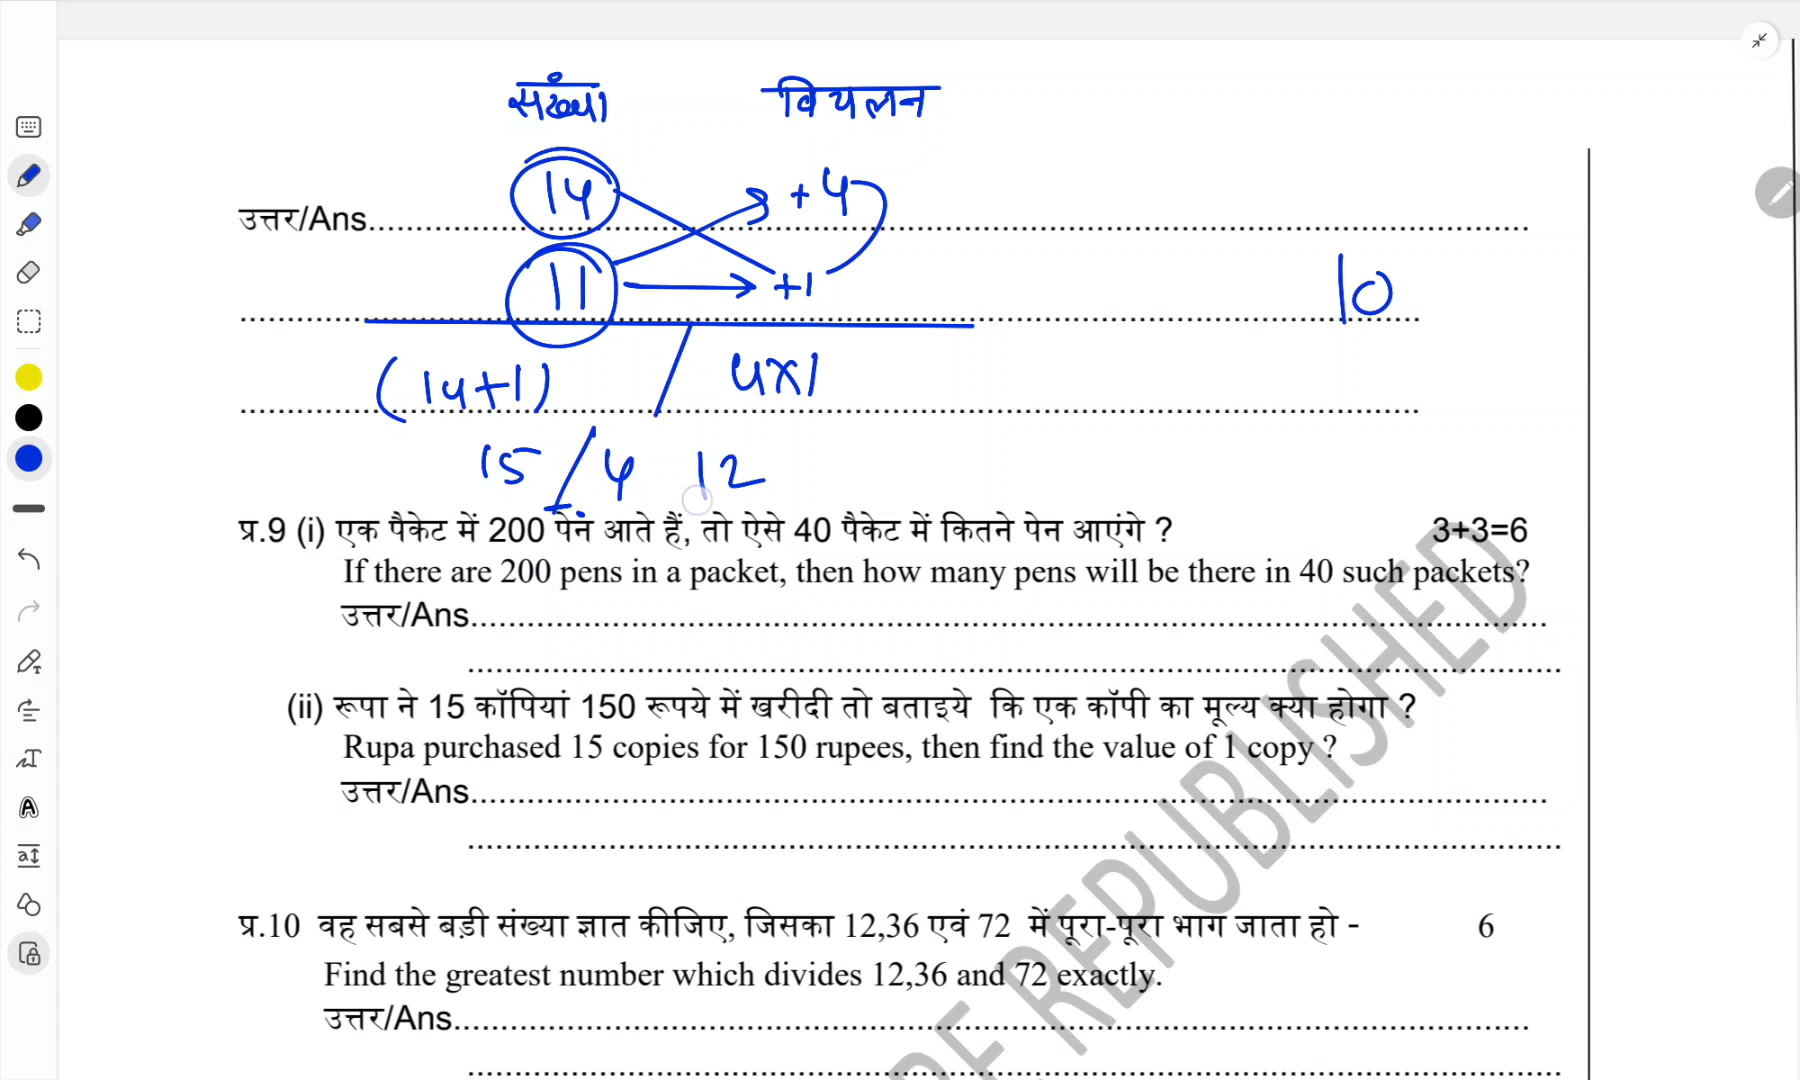 संख्या वियलन
14 +4
उत्तर/Ans
11 +1 10
(14+1) / 4×1
15 / 4 12
प्र.9 (i) एक पैकेट में 200 पेन आते हैं, तो ऐसे 40 पैकेट में कितने पेन आएंगे ? 3+3=6
If there are 200 pens in a packet, then how many pens will be there in 40 such packets?
उत्तर/Ans
(ii) रूपा ने 15 कॉपियां 150 रूपये में खरीदी तो बताइये कि एक कॉपी का मूल्य क्या होगा ?
Rupa purchased 15 copies for 150 rupees, then find the value of 1 copy ?
उत्तर/Ans
प्र.10 वह सबसे बड़ी संख्या ज्ञात कीजिए, जिसका 12,36 एवं 72 में पूरा-पूरा भाग जाता हो - 6
Find the greatest number which divides 12,36 and 72 exactly.
उत्तर/Ans
RE REPUBLISHED